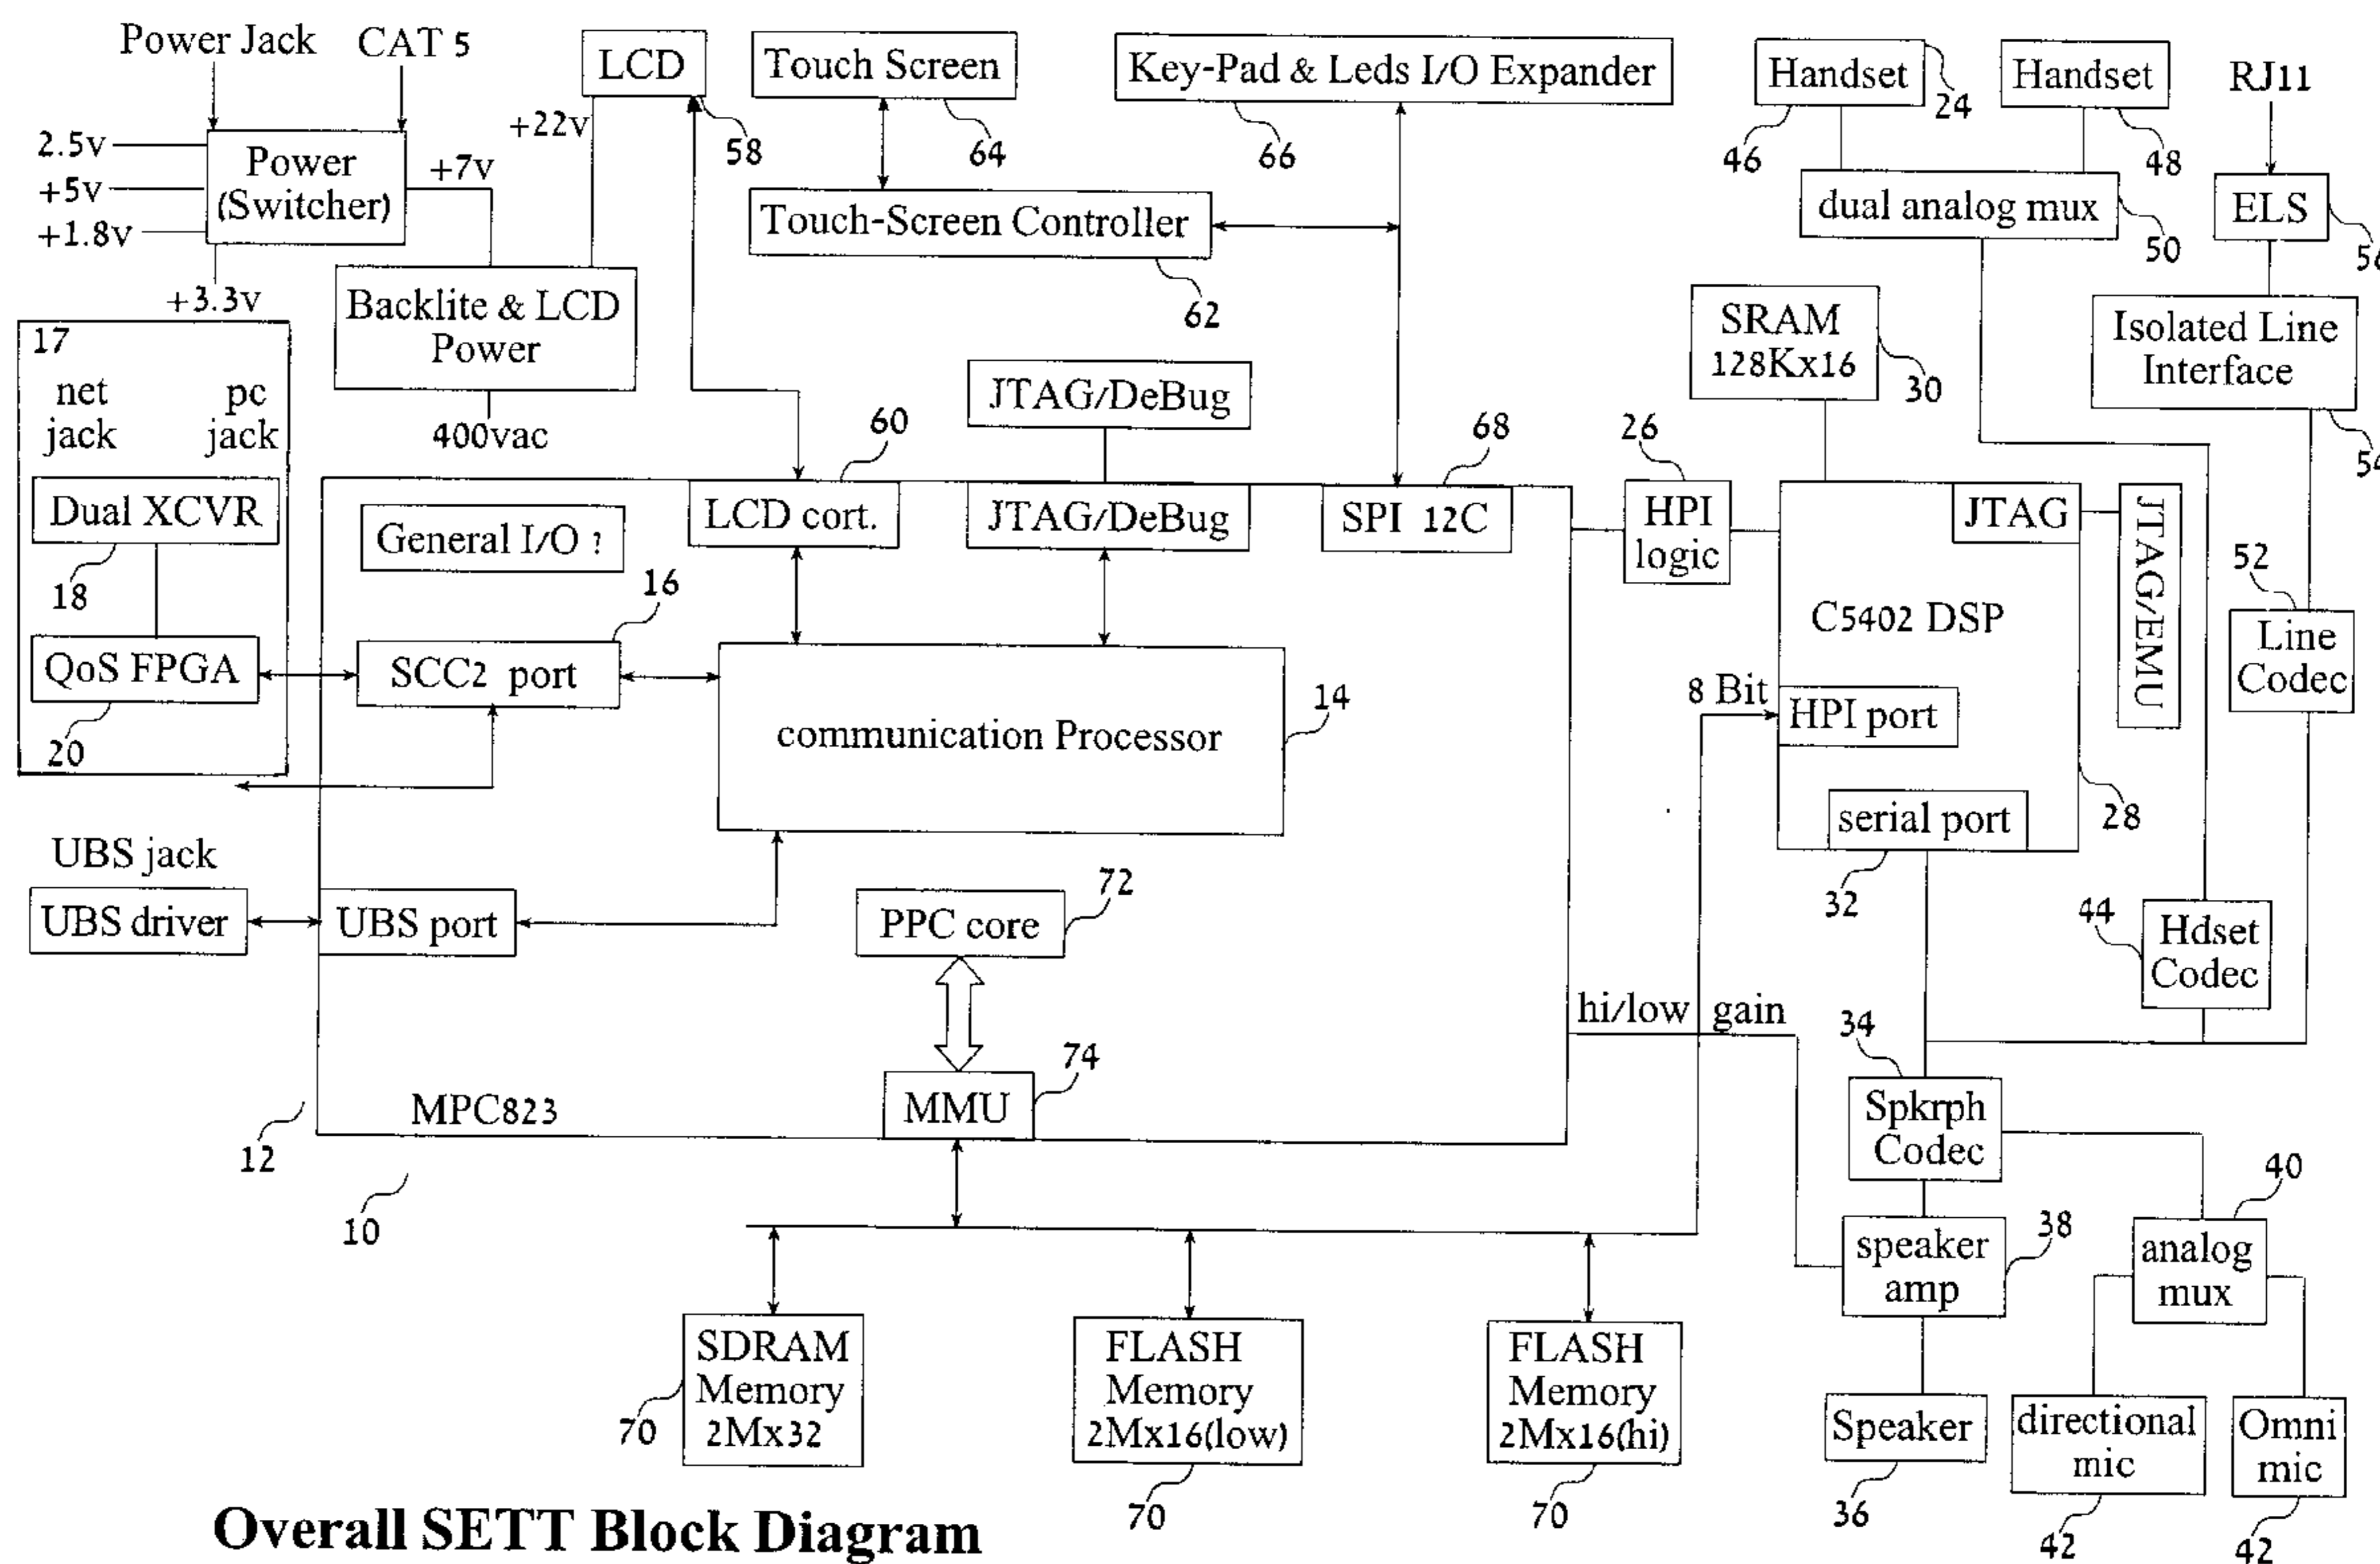 Power Jack
CAT 5
LCD
Touch Screen
Key-Pad & Leds I/O Expander
Handset
24
Handset
RJ11
2.5v
+5v
+1.8v
Power
(Switcher)
+7v
+22v
58
64
66
46
48
dual analog mux
50
ELS
Touch-Screen Controller
62
+3.3v
Backlite & LCD
Power
400vac
SRAM
128Kx16
30
Isolated Line
Interface
54
17
net
jack
pc
jack
JTAG/DeBug
60
68
26
Dual XCVR
18
General I/O ?
LCD cort.
JTAG/DeBug
SPI 12C
HPI
logic
JTAG
JTAG/EMU
C5402 DSP
52
Line
Codec
16
QoS FPGA
20
SCC2 port
communication Processor
14
8 Bit
HPI port
serial port
28
32
UBS jack
UBS driver
UBS port
PPC core
72
44
Hdset
Codec
hi/low gain
34
Spkrph
Codec
MMU
74
MPC823
12
10
40
speaker
amp
38
analog
mux
SDRAM
Memory
2Mx32
70
FLASH
Memory
2Mx16(low)
70
FLASH
Memory
2Mx16(hi)
70
Speaker
36
directional
mic
42
Omni
mic
42
Overall SETT Block Diagram